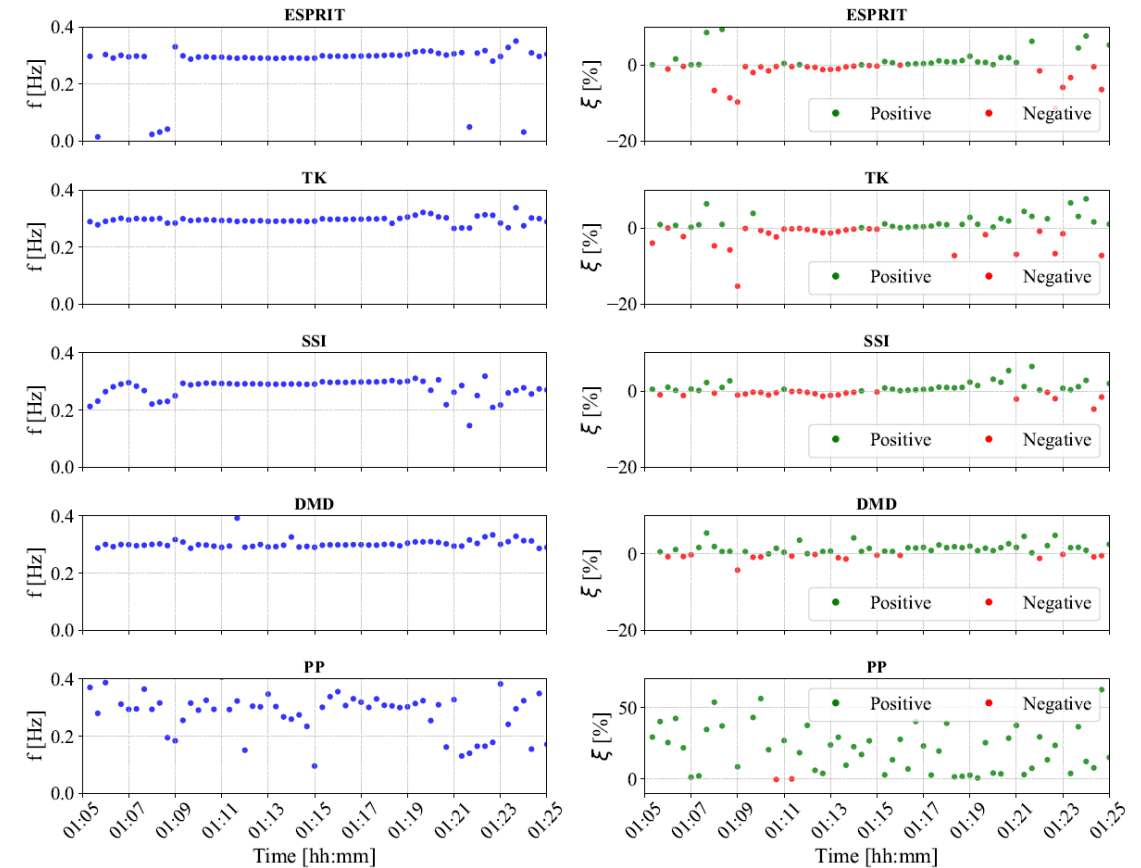 ESPRIT
ESPRIT
0.4
0.2
0.0
f [Hz]
0
−20
ξ [%]
Positive
Negative
TK
TK
0.4
0.2
0.0
f [Hz]
0
−20
ξ [%]
Positive
Negative
SSI
SSI
0.4
0.2
0.0
f [Hz]
0
−20
ξ [%]
Positive
Negative
DMD
DMD
0.4
0.2
0.0
f [Hz]
0
−20
ξ [%]
Positive
Negative
PP
PP
0.4
0.2
0.0
f [Hz]
50
0
ξ [%]
Positive
Negative
01:05 01:07 01:09 01:11 01:13 01:15 01:17 01:19 01:21 01:23 01:25
Time [hh:mm]
01:05 01:07 01:09 01:11 01:13 01:15 01:17 01:19 01:21 01:23 01:25
Time [hh:mm]